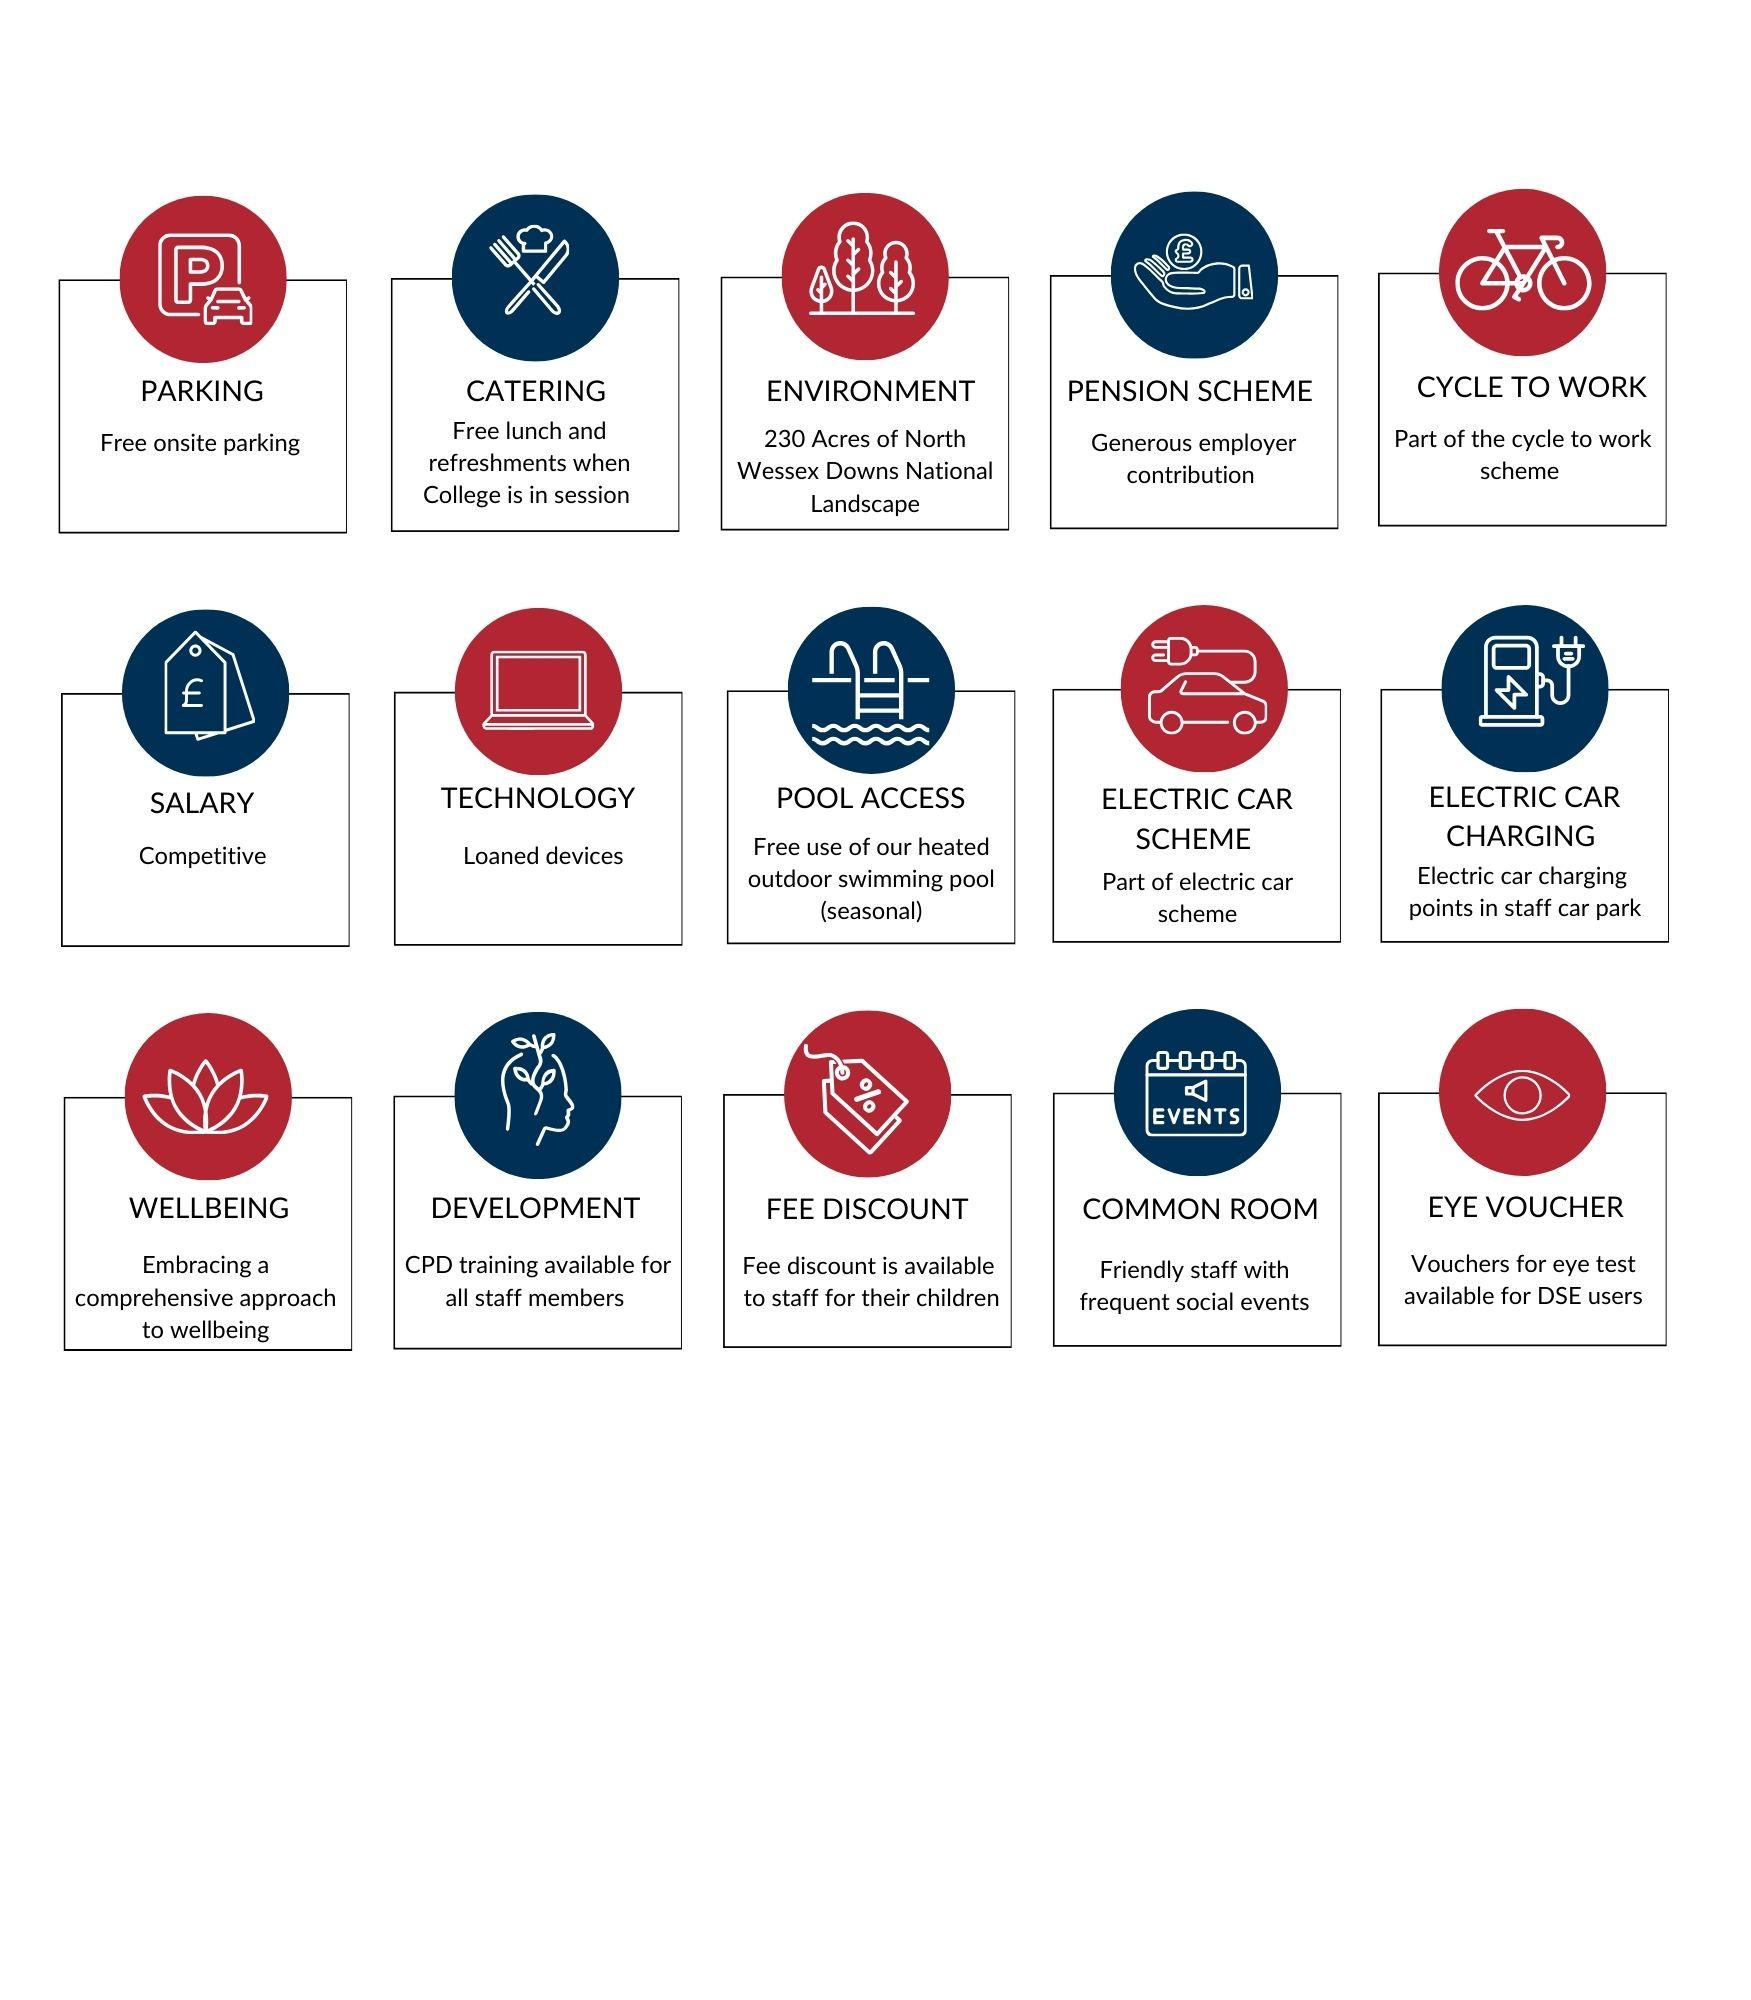 P
PARKING
Free onsite parking
CATERING
Free lunch and
refreshments when
College is in session
ENVIRONMENT
230 Acres of North
Wessex Downs National
Landscape
£
PENSION SCHEME
Generous employer
contribution
CYCLE TO WORK
Part of the cycle to work
scheme
£
SALARY
Competitive
TECHNOLOGY
Loaned devices
POOL ACCESS
Free use of our heated
outdoor swimming pool
(seasonal)
ELECTRIC CAR
SCHEME
Part of electric car
scheme
ELECTRIC CAR
CHARGING
Electric car charging
points in staff car park
WELLBEING
Embracing a
comprehensive approach
to wellbeing
DEVELOPMENT
CPD training available for
all staff members
%
FEE DISCOUNT
Fee discount is available
to staff for their children
EVENTS
COMMON ROOM
Friendly staff with
frequent social events
EYE VOUCHER
Vouchers for eye test
available for DSE users